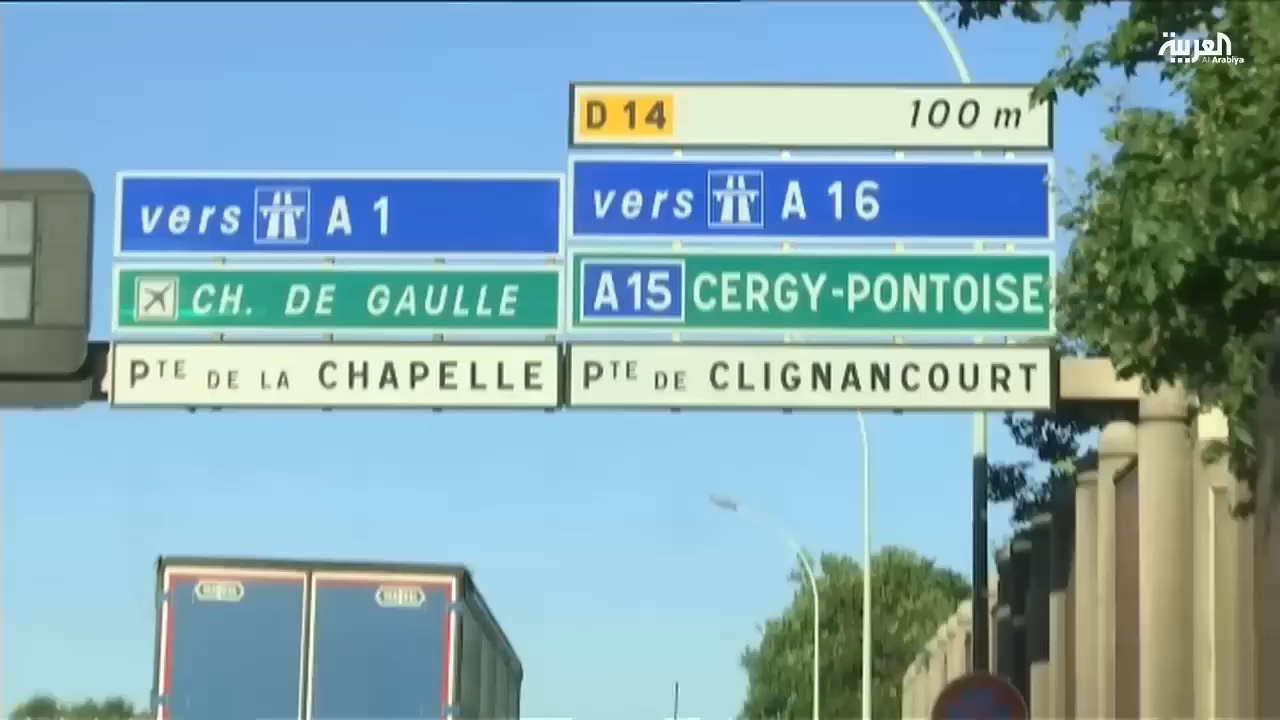 العربية
Al Arabiya
D 14 100 m
vers A 16
A15 CERGY-PONTOISE
PTE DE CLIGNANCOURT
vers A 1
CH. DE GAULLE
PTE DE LA CHAPELLE